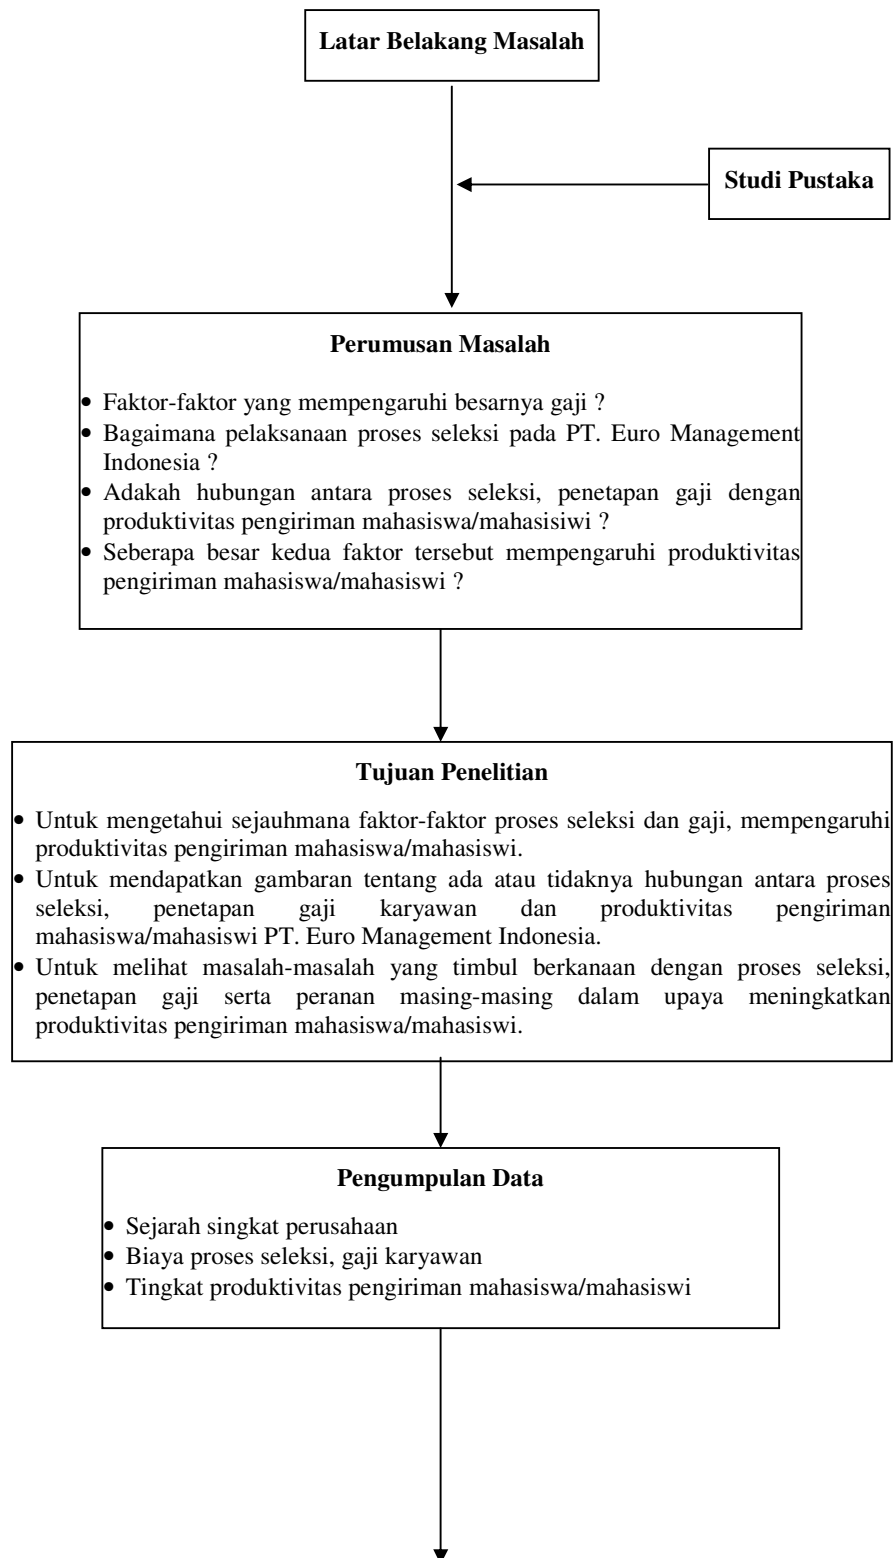 Latar Belakang Masalah
Studi Pustaka
Perumusan Masalah
• Faktor-faktor yang mempengaruhi besarnya gaji ?
• Bagaimana pelaksanaan proses seleksi pada PT. Euro Management
Indonesia ?
• Adakah hubungan antara proses seleksi, penetapan gaji dengan
produktivitas pengiriman mahasiswa/mahasisiwi ?
• Seberapa besar kedua faktor tersebut mempengaruhi produktivitas
pengiriman mahasiswa/mahasiswi ?
Tujuan Penelitian
• Untuk mengetahui sejauhmana faktor-faktor proses seleksi dan gaji, mempengaruhi
produktivitas pengiriman mahasiswa/mahasiswi.
• Untuk mendapatkan gambaran tentang ada atau tidaknya hubungan antara proses
seleksi, penetapan gaji karyawan dan produktivitas pengiriman
mahasiswa/mahasiswi PT. Euro Management Indonesia.
• Untuk melihat masalah-masalah yang timbul berkanaan dengan proses seleksi,
penetapan gaji serta peranan masing-masing dalam upaya meningkatkan
produktivitas pengiriman mahasiswa/mahasiswi.
Pengumpulan Data
• Sejarah singkat perusahaan
• Biaya proses seleksi, gaji karyawan
• Tingkat produktivitas pengiriman mahasiswa/mahasiswi